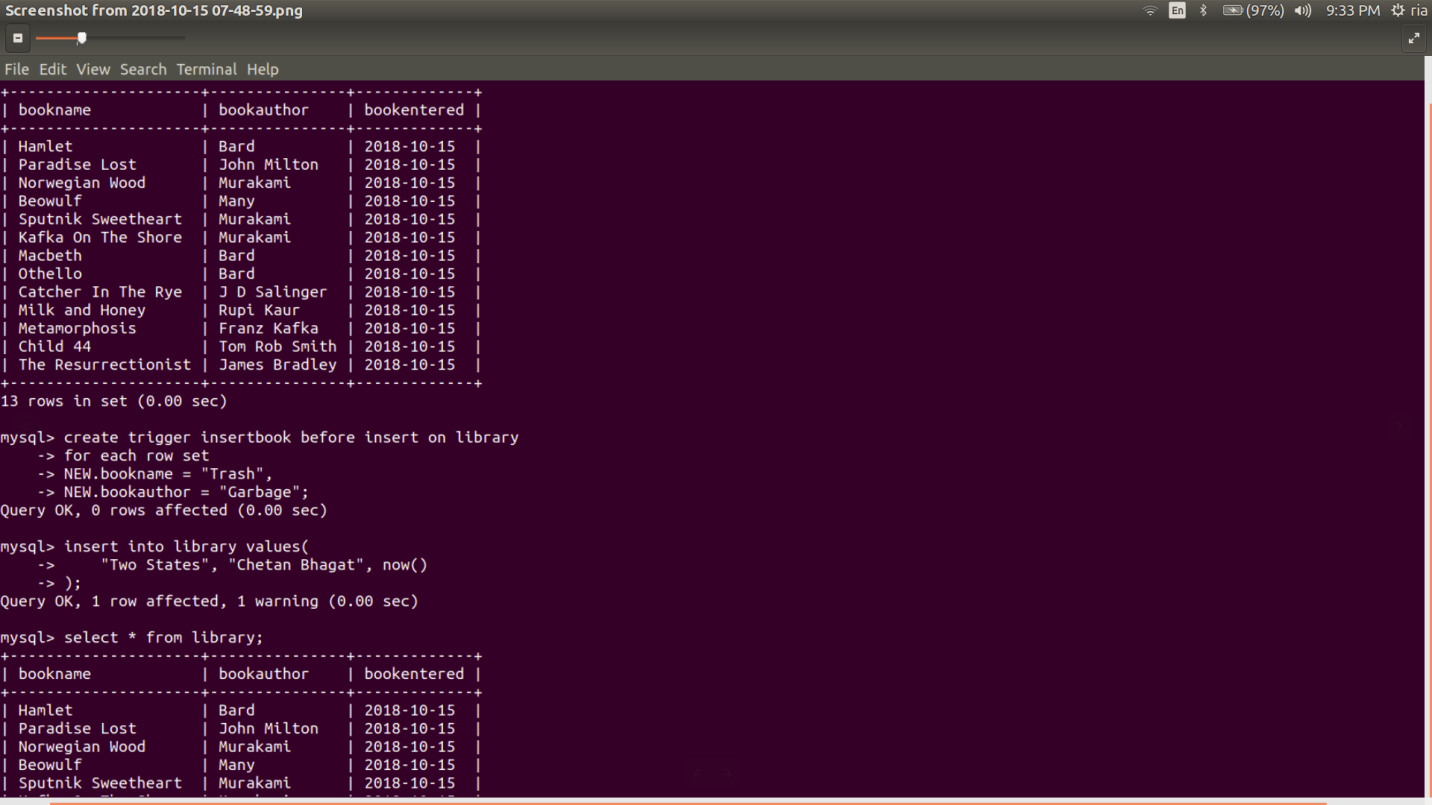 Screenshot from 2018-10-15 07-48-59.png En (97%) 9:33 PM ria
File Edit View Search Terminal Help
+---------------------+---------------+-------------+
| bookname            | bookauthor    | bookentered |
+---------------------+---------------+-------------+
| Hamlet              | Bard          | 2018-10-15  |
| Paradise Lost       | John Milton   | 2018-10-15  |
| Norwegian Wood      | Murakami      | 2018-10-15  |
| Beowulf             | Many          | 2018-10-15  |
| Sputnik Sweetheart  | Murakami      | 2018-10-15  |
| Kafka On The Shore  | Murakami      | 2018-10-15  |
| Macbeth             | Bard          | 2018-10-15  |
| Othello             | Bard          | 2018-10-15  |
| Catcher In The Rye  | J D Salinger  | 2018-10-15  |
| Milk and Honey      | Rupi Kaur     | 2018-10-15  |
| Metamorphosis       | Franz Kafka   | 2018-10-15  |
| Child 44            | Tom Rob Smith | 2018-10-15  |
| The Resurrectionist | James Bradley | 2018-10-15  |
+---------------------+---------------+-------------+
13 rows in set (0.00 sec)
mysql> create trigger insertbook before insert on library
    -> for each row set
    -> NEW.bookname = "Trash",
    -> NEW.bookauthor = "Garbage";
Query OK, 0 rows affected (0.00 sec)
mysql> insert into library values(
    ->     "Two States", "Chetan Bhagat", now()
    -> );
Query OK, 1 row affected, 1 warning (0.00 sec)
mysql> select * from library;
+---------------------+---------------+-------------+
| bookname            | bookauthor    | bookentered |
+---------------------+---------------+-------------+
| Hamlet              | Bard          | 2018-10-15  |
| Paradise Lost       | John Milton   | 2018-10-15  |
| Norwegian Wood      | Murakami      | 2018-10-15  |
| Beowulf             | Many          | 2018-10-15  |
| Sputnik Sweetheart  | Murakami      | 2018-10-15  |